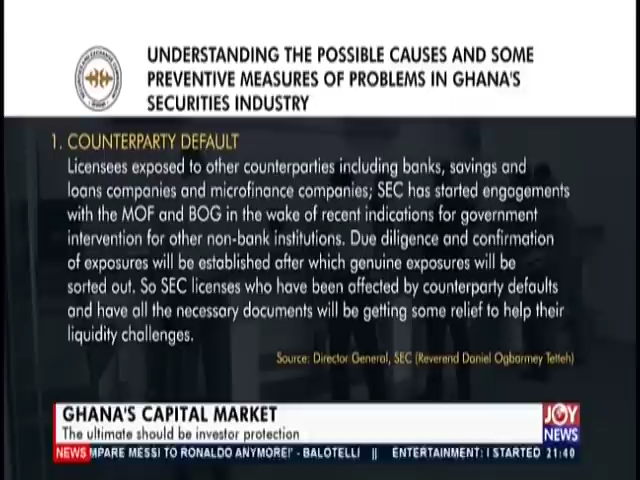 UNDERSTANDING THE POSSIBLE CAUSES AND SOME
PREVENTIVE MEASURES OF PROBLEMS IN GHANA'S
SECURITIES INDUSTRY
1. COUNTERPARTY DEFAULT
Licensees exposed to other counterparties including banks, savings and
loans companies and microfinance companies; SEC has started engagements
with the MOF and BOG in the wake of recent indications for government
intervention for other non-bank institutions. Due diligence and confirmation
of exposures will be established after which genuine exposures will be
sorted out. So SEC licenses who have been affected by counterparty defaults
and have all the necessary documents will be getting some relief to help their
liquidity challenges.
Source: Director General, SEC (Reverend Daniel Ogbarmey Tetteh)
GHANA'S CAPITAL MARKET
The ultimate should be investor protection
JOY
NEWS
NEWS MPARE MESSI TO RONALDO ANYMORE!' - BALOTELLI || ENTERTAINMENT: I STARTED 21:40